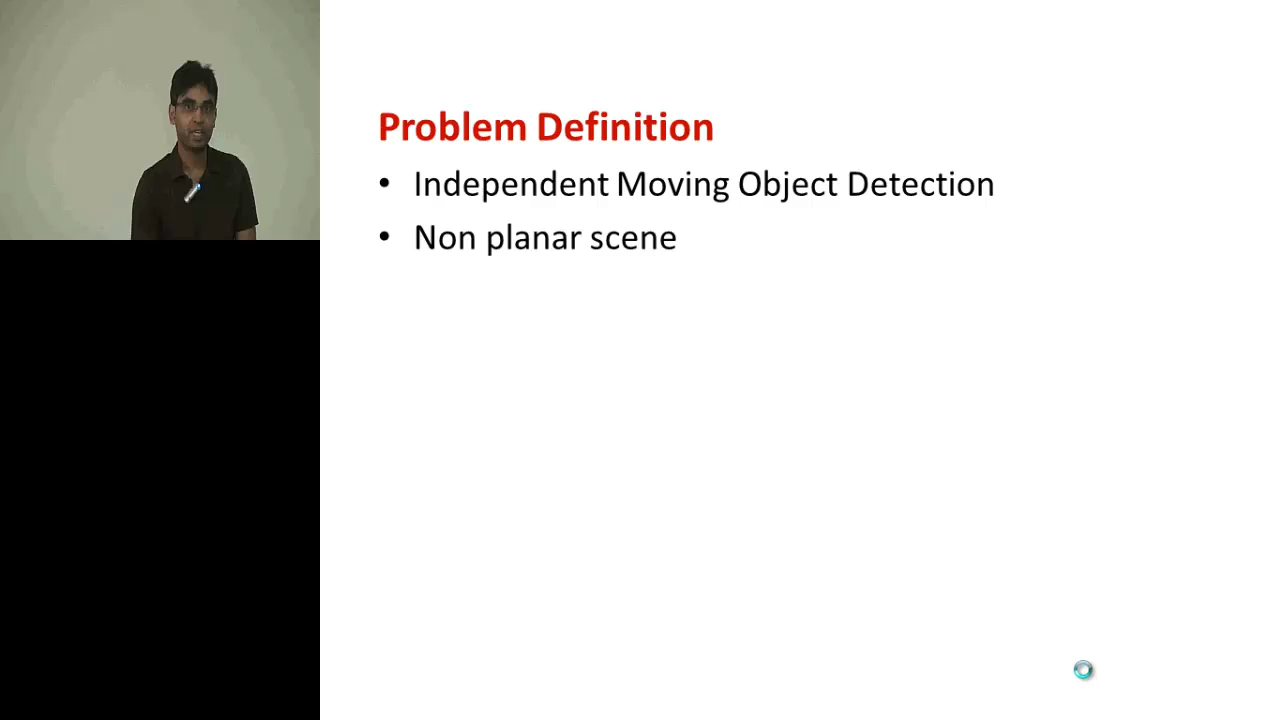 Problem Definition
• Independent Moving Object Detection
• Non planar scene